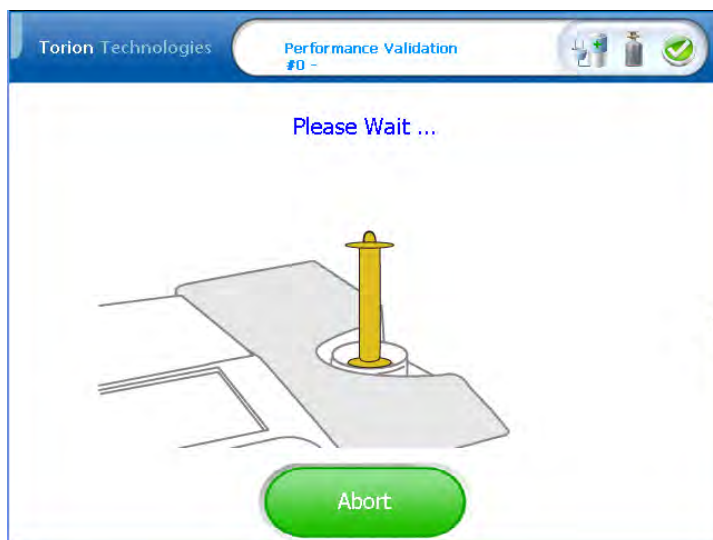 Torion Technologies
Performance Validation
#0 -
Please Wait ...
Abort